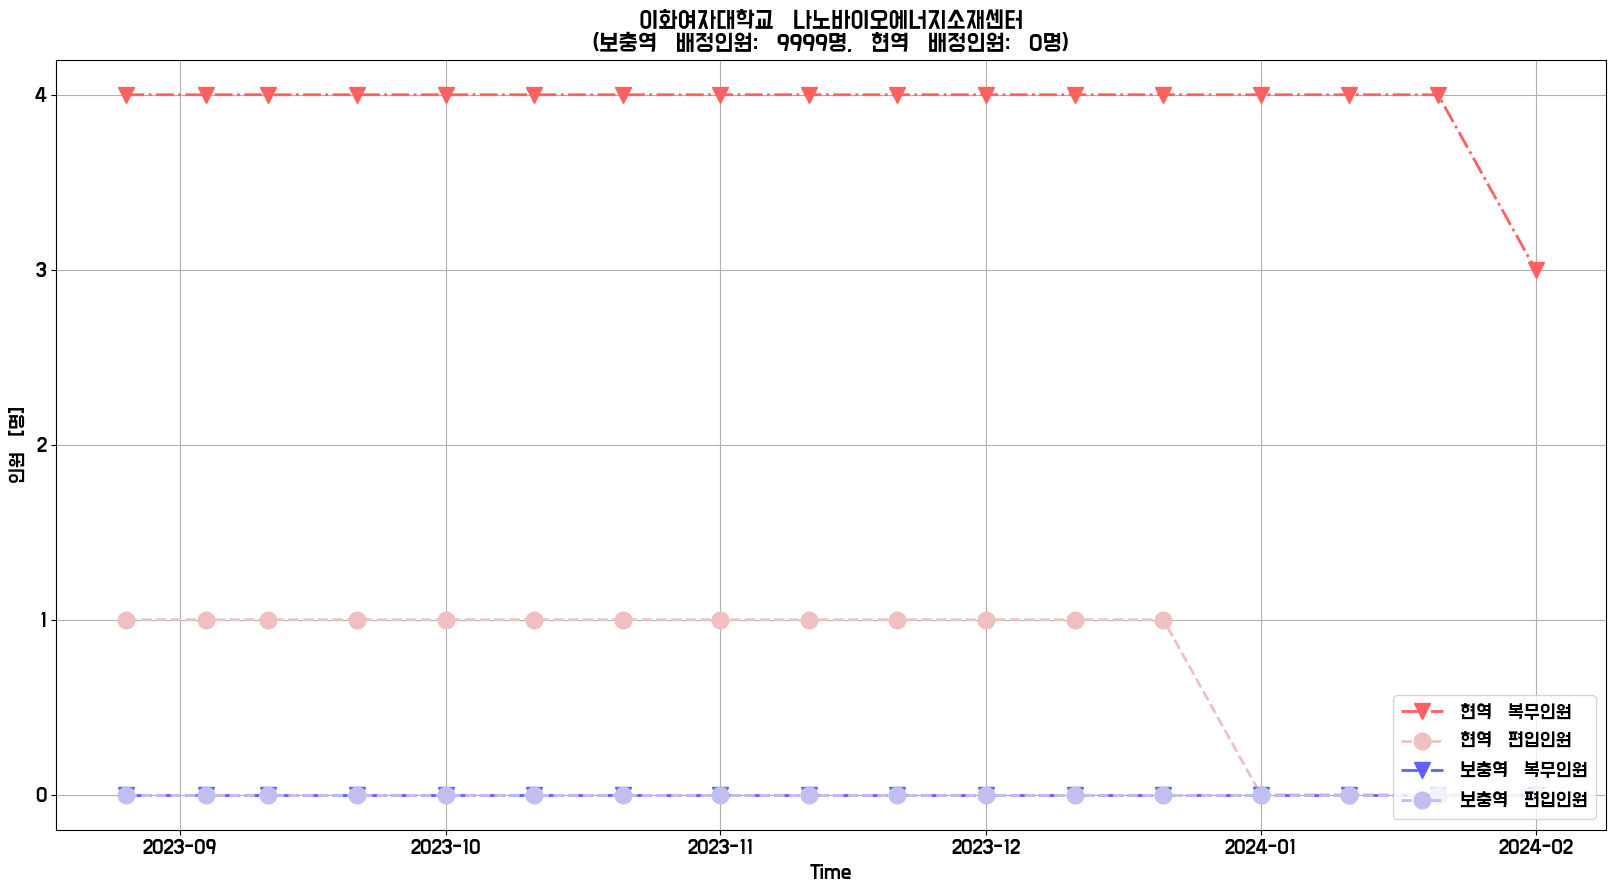 이화여자대학교 나노바이오에너지소재센터
(보충역 배정인원: 9999명, 현역 배정인원: 0명)
4
3
2
1
0
인원 [명]
현역 복무인원
현역 편입인원
보충역 복무인원
보충역 편입인원
2023-09 2023-10 2023-11 2023-12 2024-01 2024-02
Time